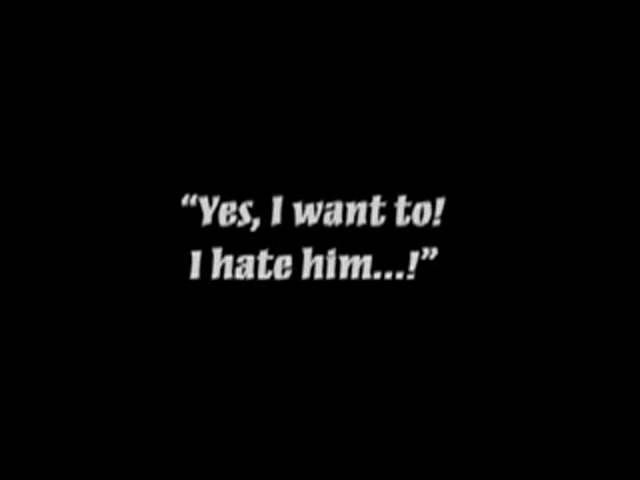 “Yes, I want to!
I hate him...!”